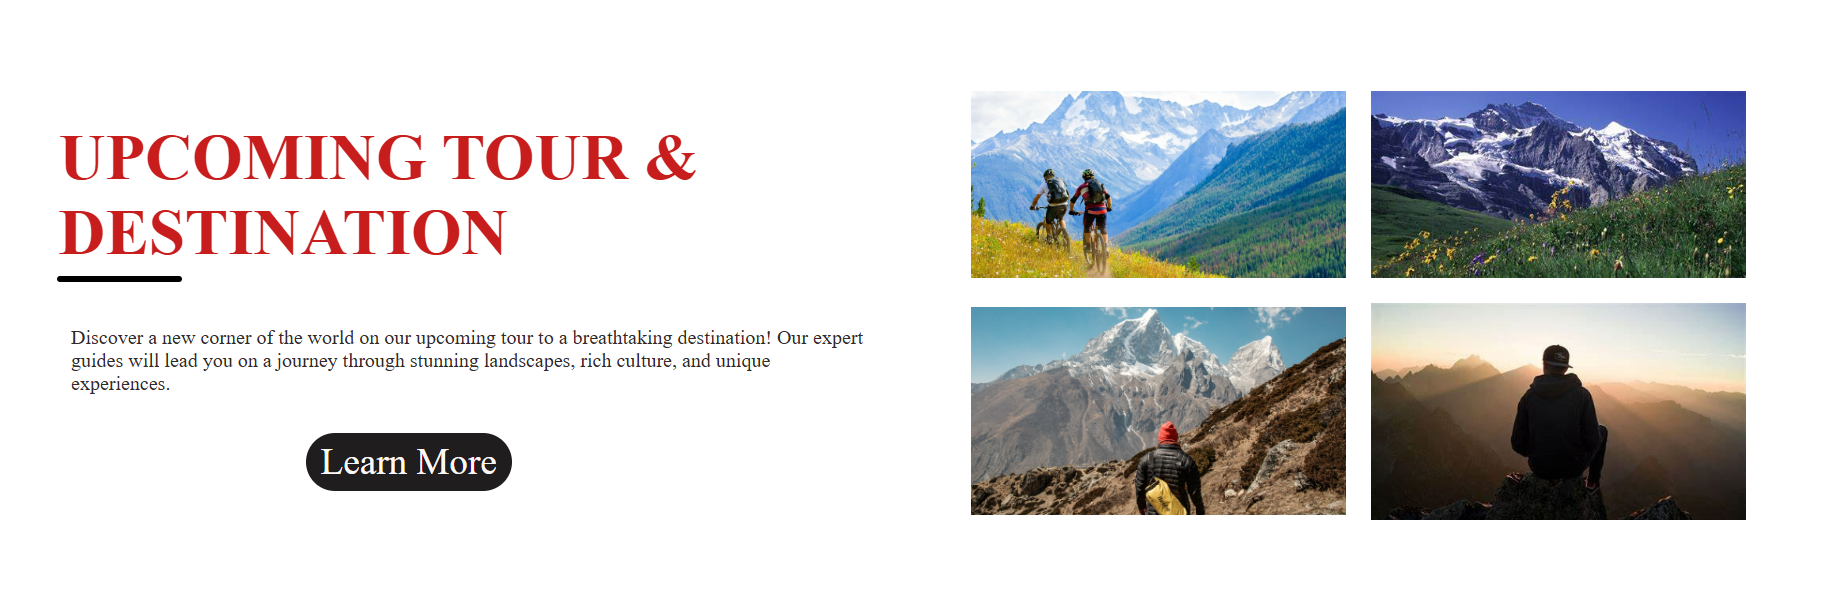 UPCOMING TOUR &
DESTINATION
Discover a new corner of the world on our upcoming tour to a breathtaking destination! Our expert
guides will lead you on a journey through stunning landscapes, rich culture, and unique
experiences.
Learn More